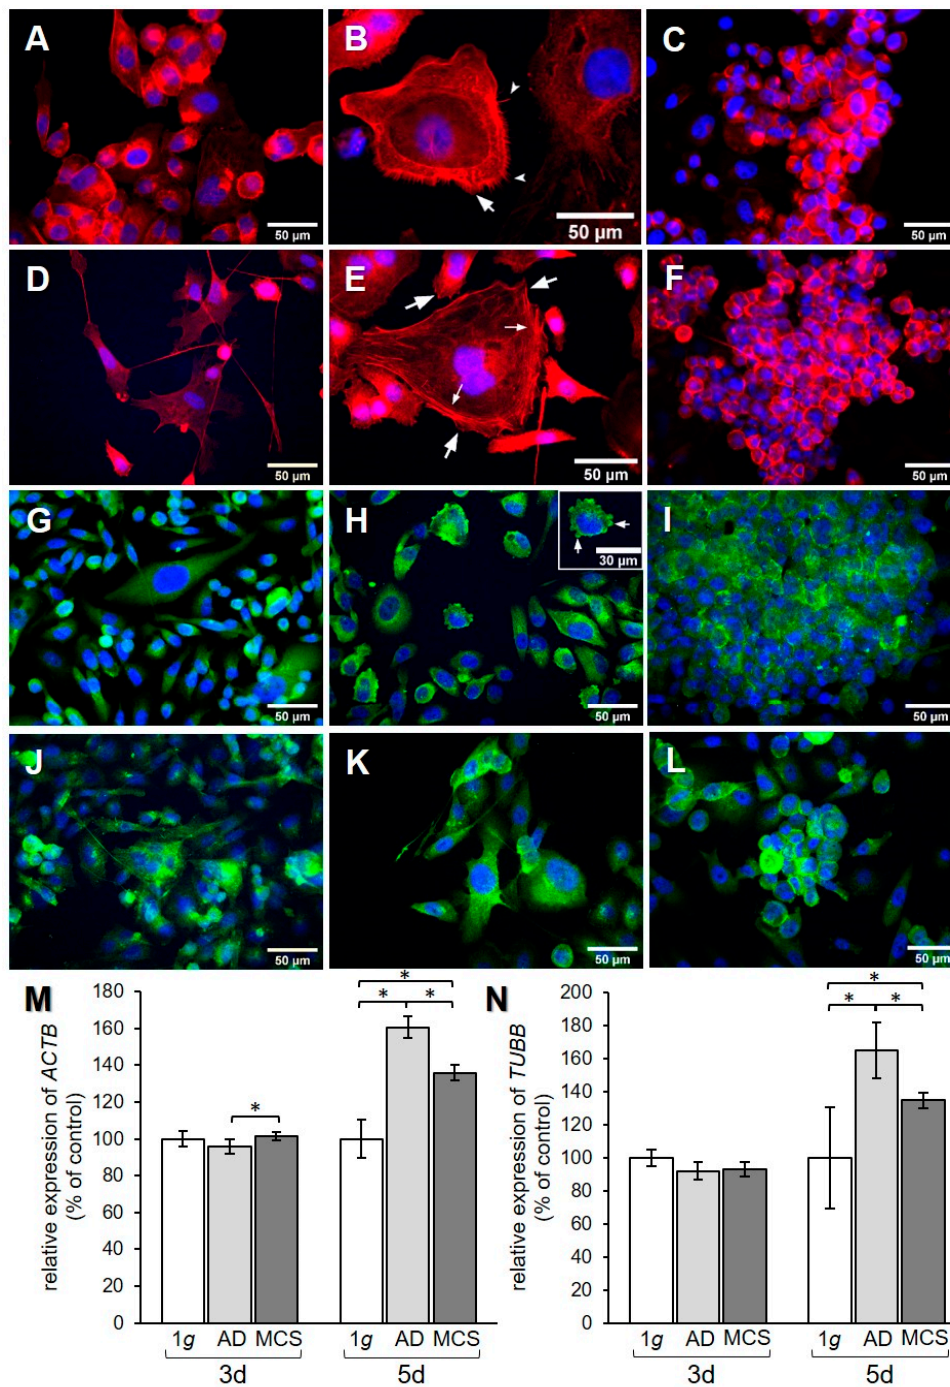 A B C
50 µm 50 µm 50 µm
D E F
50 µm 50 µm 50 µm
G H I
30 µm
50 µm 50 µm 50 µm
J K L
50 µm 50 µm 50 µm
M
relative expression of ACTB
(% of control)
180
160
140
120
100
80
60
40
20
0
*
* *
*
1g AD MCS 1g AD MCS
3d 5d
N
relative expression of TUBB
(% of control)
200
180
160
140
120
100
80
60
40
20
0
*
* *
1g AD MCS 1g AD MCS
3d 5d